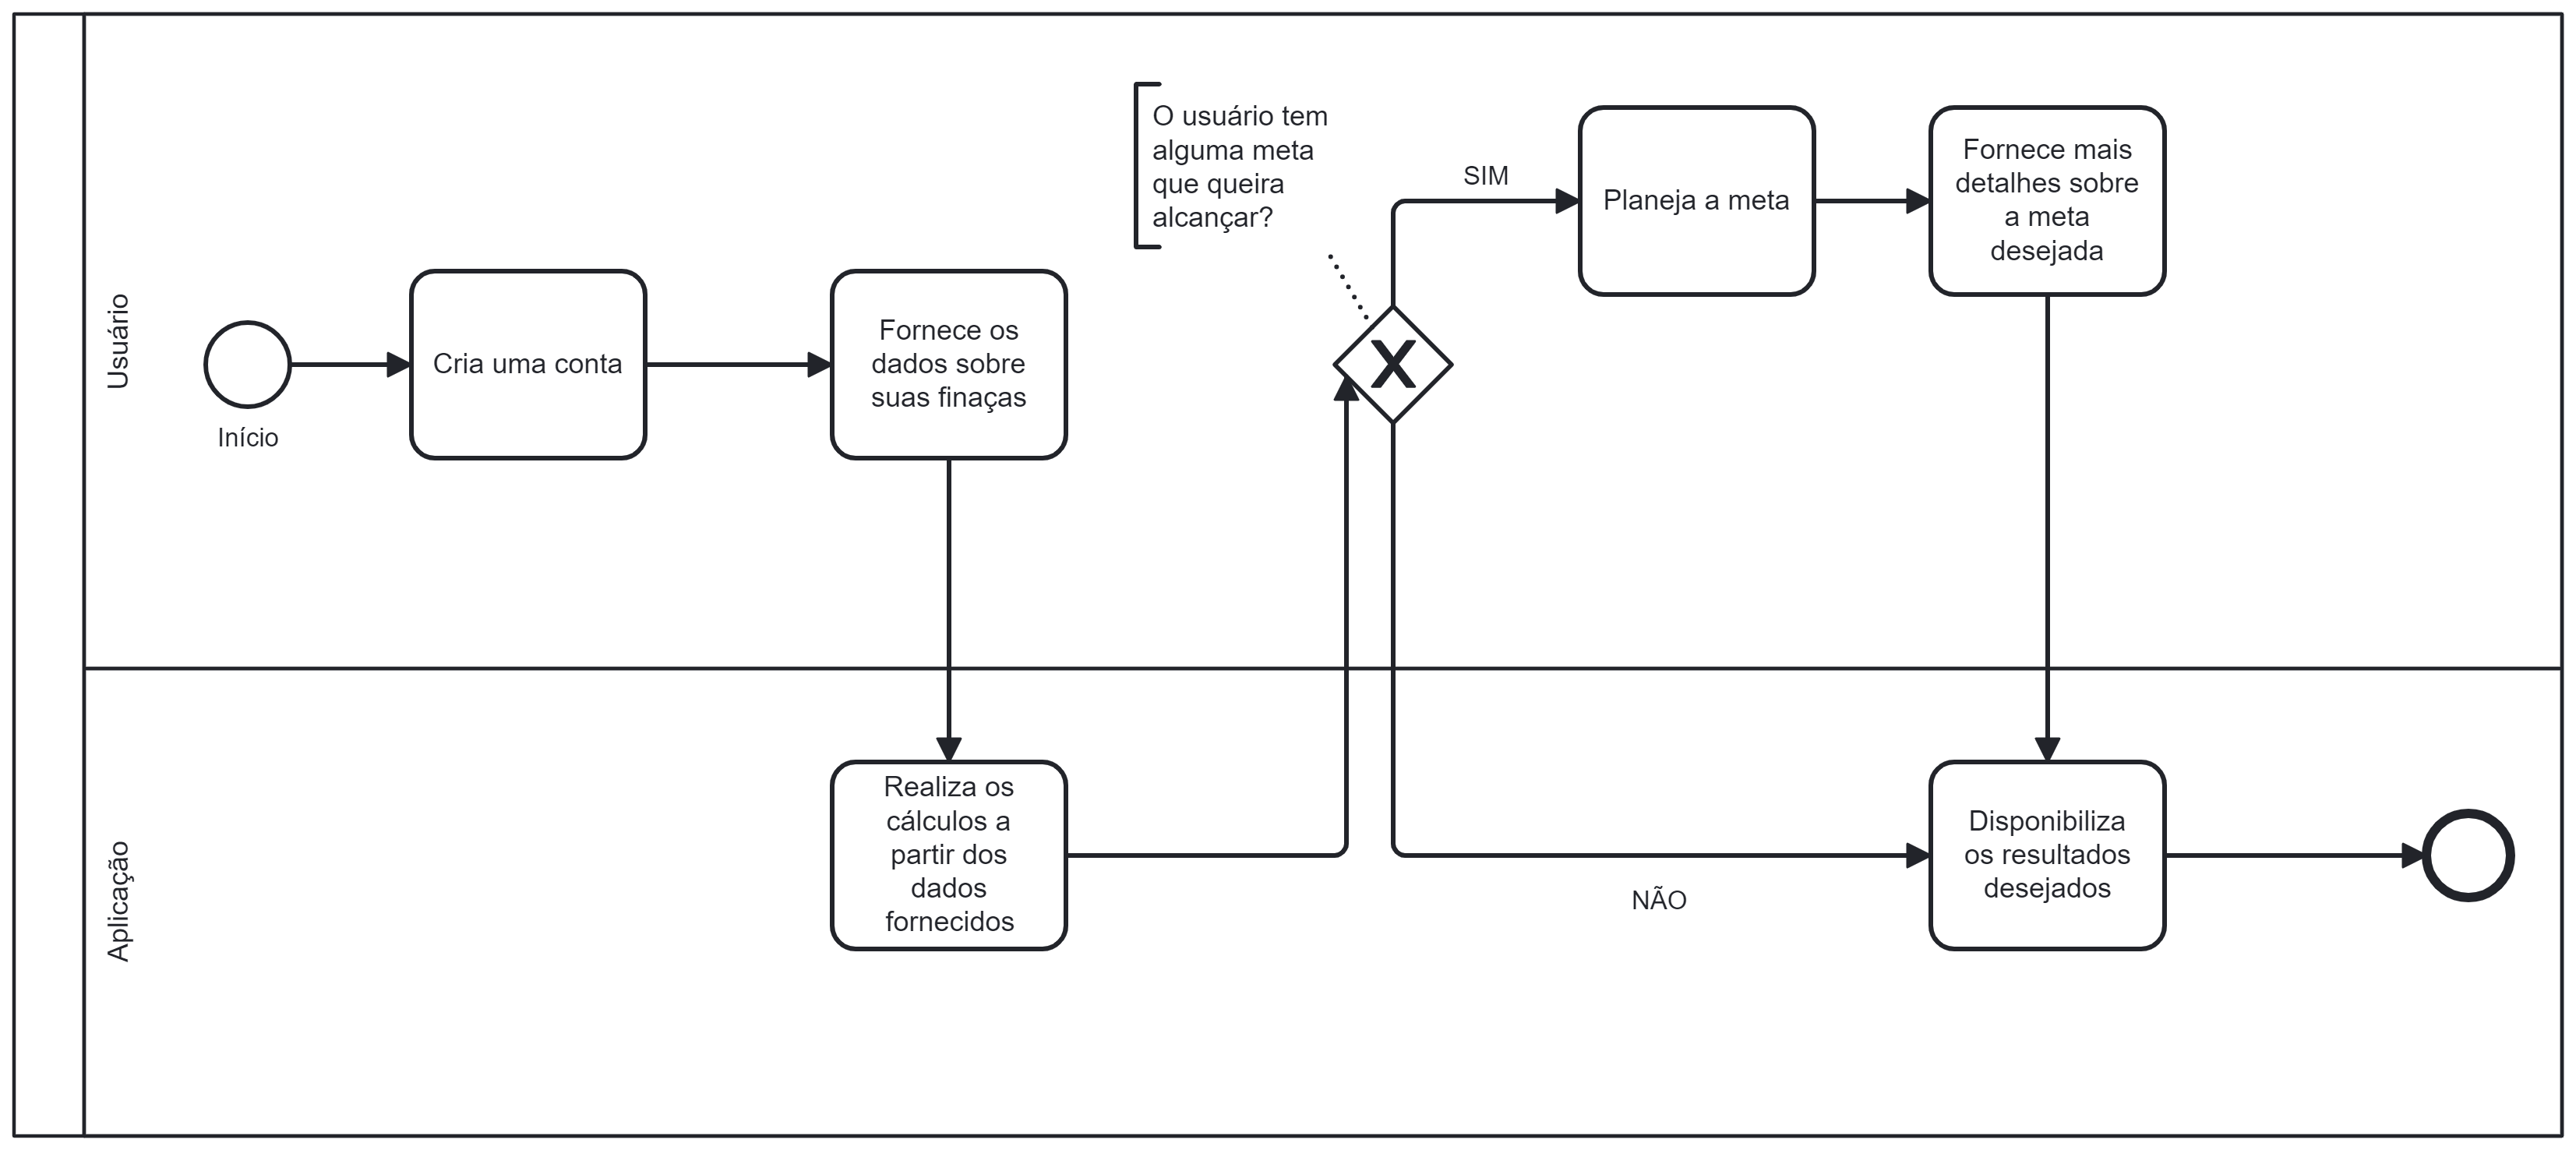 Usuário
Início
Cria uma conta
Fornece os
dados sobre
suas finaças
O usuário tem
alguma meta
que queira
alcançar?
SIM
Planeja a meta
Fornece mais
detalhes sobre
a meta
desejada
Aplicação
Realiza os
cálculos a
partir dos
dados
fornecidos
NÃO
Disponibiliza
os resultados
desejados